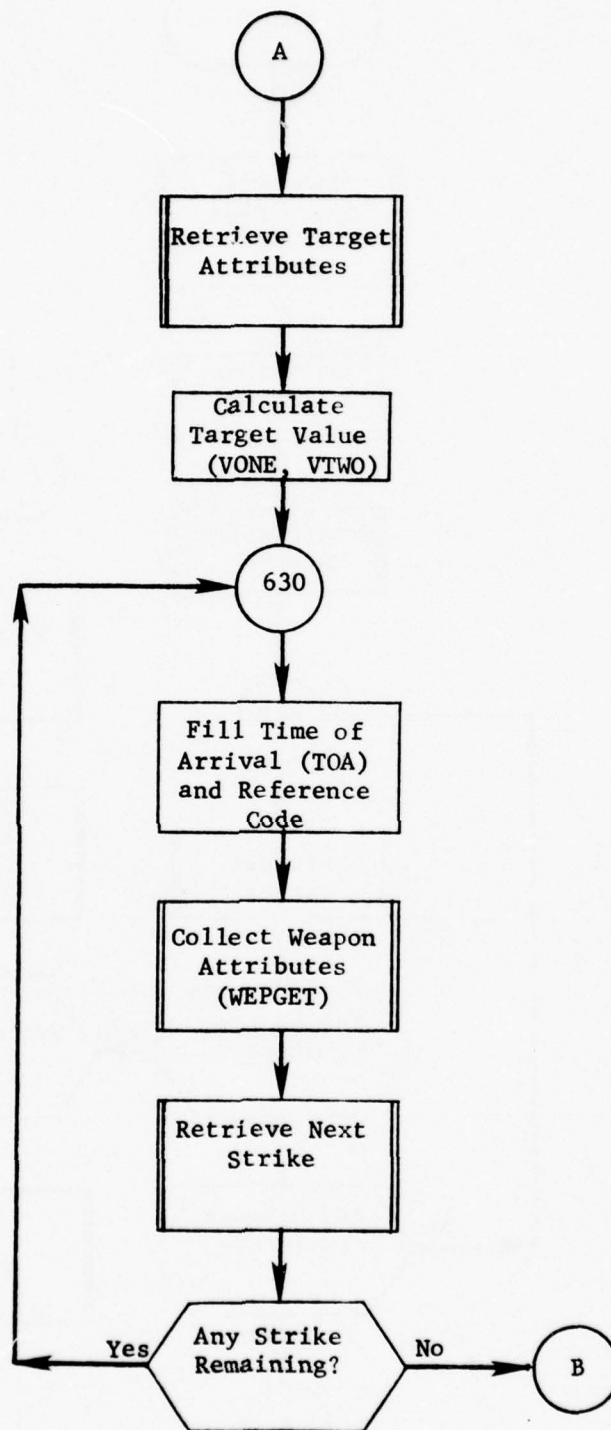 A
Retrieve Target
Attributes
Calculate
Target Value
(VONE, VTWO)
630
Fill Time of
Arrival (TOA)
and Reference
Code
Collect Weapon
Attributes
(WEPGET)
Retrieve Next
Strike
Yes
Any Strike
Remaining?
No
B